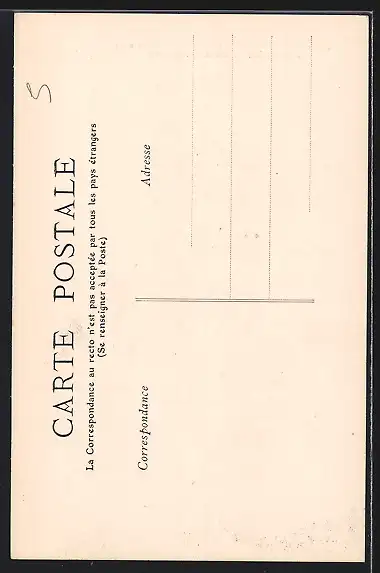 CARTE POSTALE
La Correspondance au recto n'est pas acceptée par tous les pays étrangers
(Se renseigner à la Poste)
Correspondance
Adresse
5